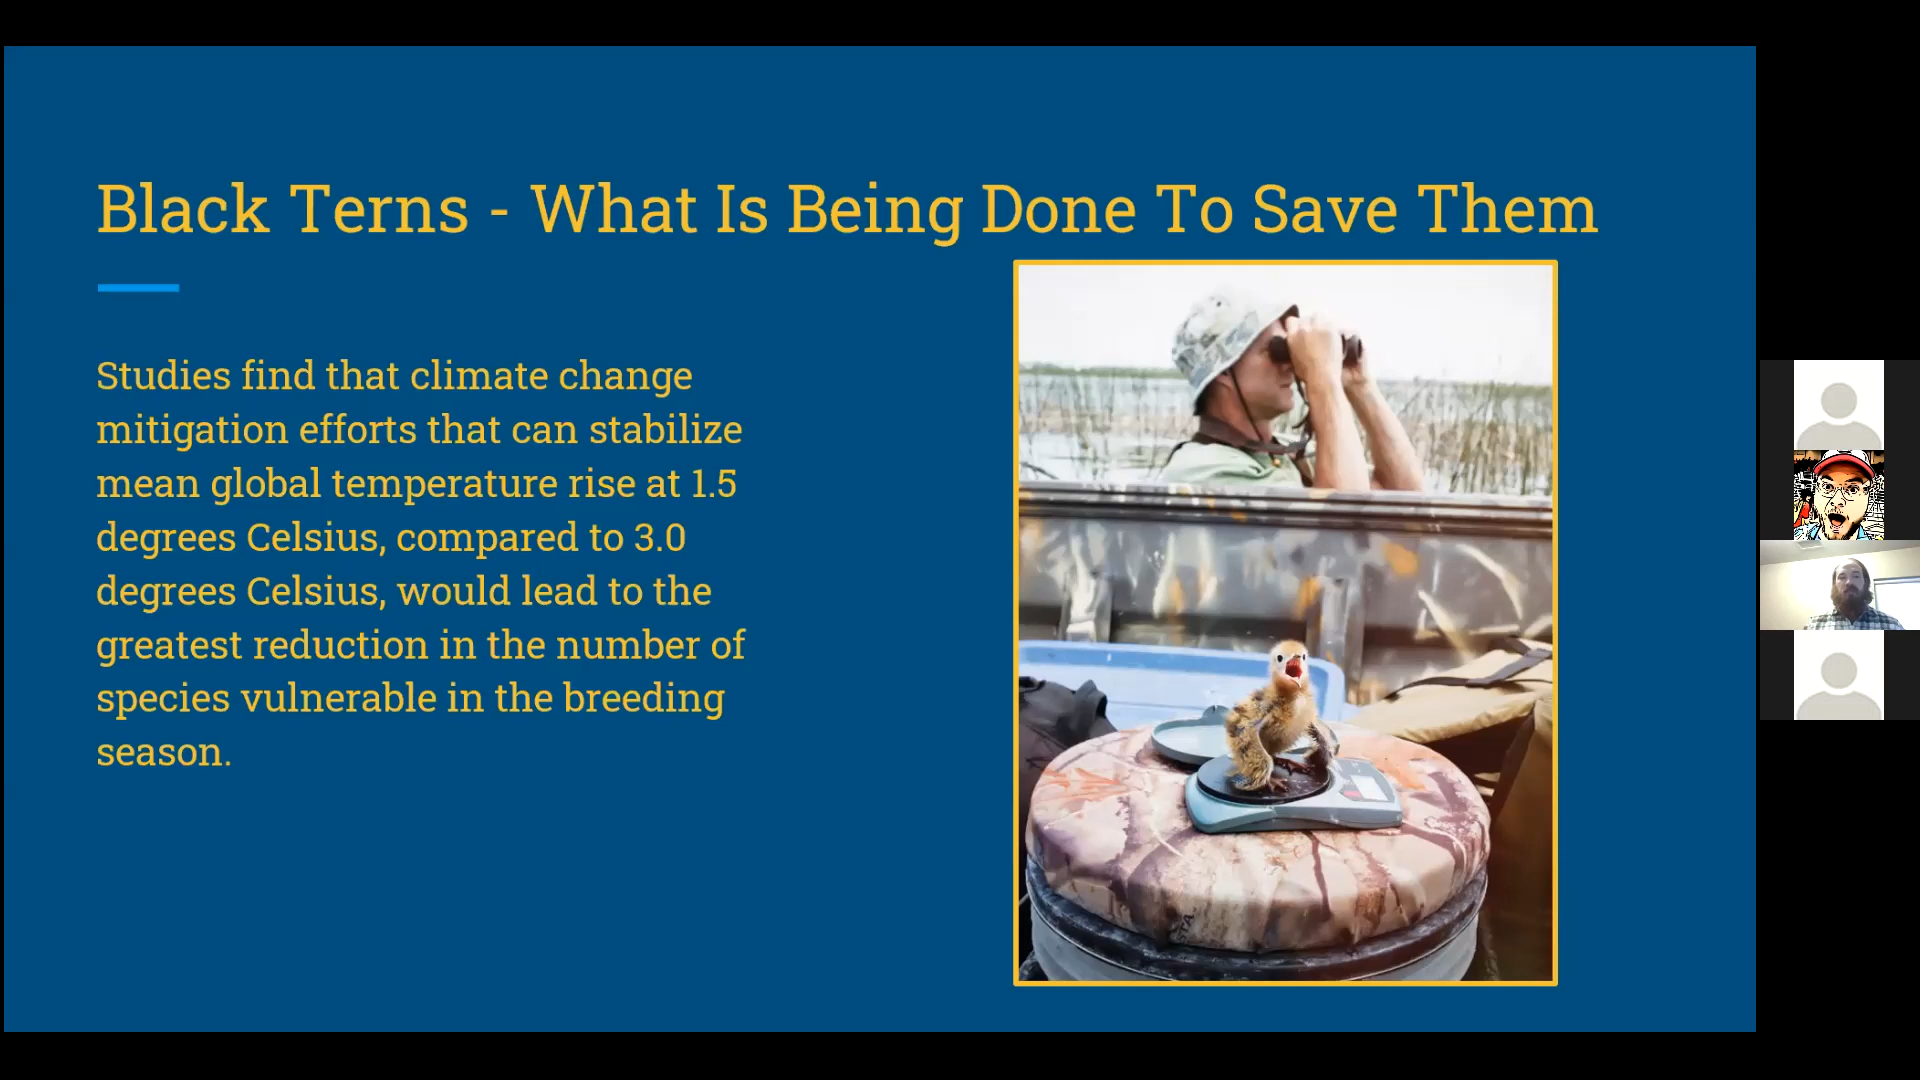 Black Terns - What Is Being Done To Save Them
Studies find that climate change
mitigation efforts that can stabilize
mean global temperature rise at 1.5
degrees Celsius, compared to 3.0
degrees Celsius, would lead to the
greatest reduction in the number of
species vulnerable in the breeding
season.